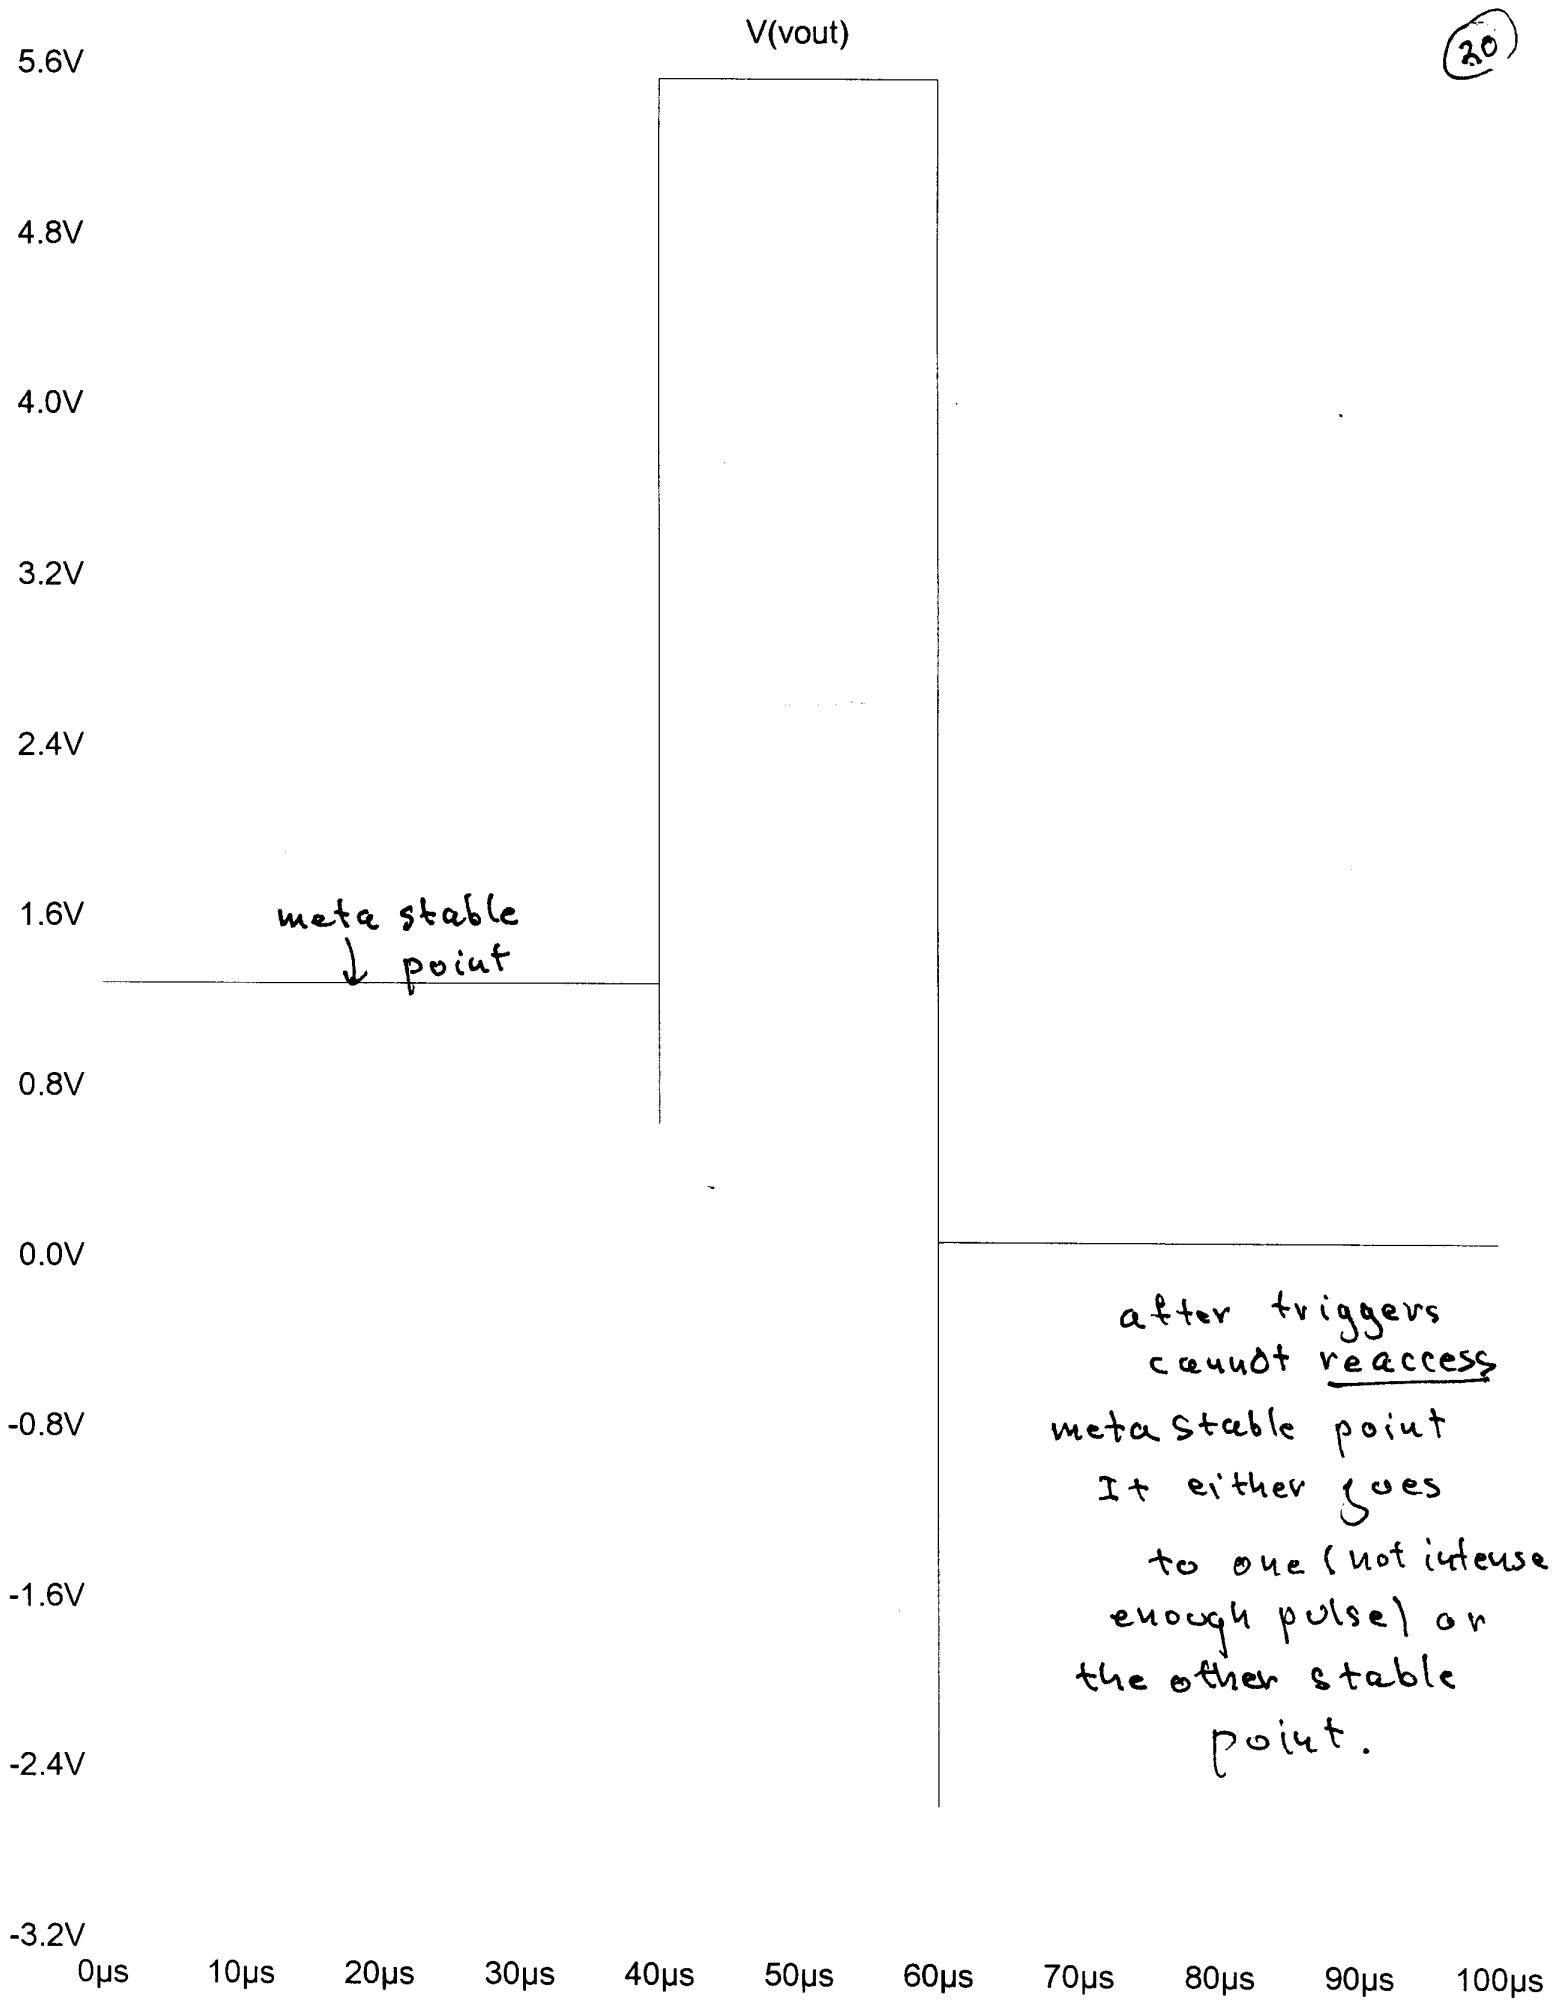 V(vout)
30
5.6V
4.8V
4.0V
3.2V
2.4V
1.6V
meta stable
point
0.8V
0.0V
after triggers
cannot reaccess
-0.8V
meta stable point
It either goes
to one (not intense
-1.6V
enough pulse) or
the other stable
point.
-2.4V
-3.2V
0µs 10µs 20µs 30µs 40µs 50µs 60µs 70µs 80µs 90µs 100µs